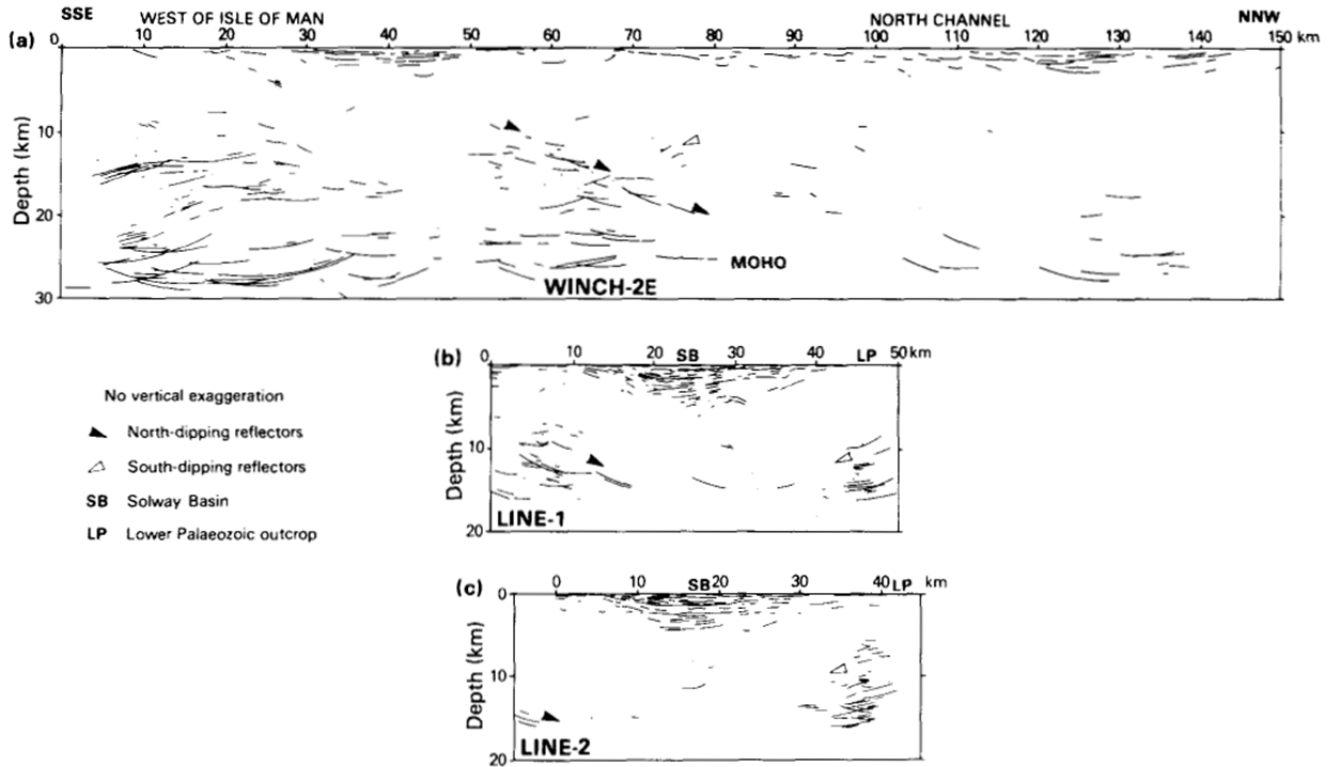 SSE WEST OF ISLE OF MAN NORTH CHANNEL NNW
(a) 0 10 20 30 40 50 60 70 80 90 100 110 120 130 140 150 km
Depth (km)
10
20
30
MOHO
WINCH-2E
(b) 0 10 20 SB 30 40 LP 50 km
Depth (km)
10
20
LINE-1
No vertical exaggeration
North-dipping reflectors
South-dipping reflectors
SB Solway Basin
LP Lower Palaeozoic outcrop
(c) 0 10 SB 20 30 40 LP km
0
Depth (km)
10
20
LINE-2